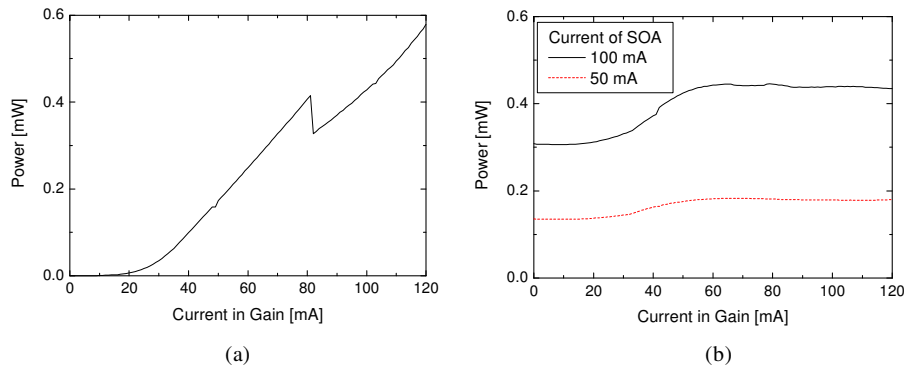 0.6
0.4
0.2
0.0
Power [mW]
0 20 40 60 80 100 120
Current in Gain [mA]
(a)
0.6
0.4
0.2
0.0
Power [mW]
Current of SOA
100 mA
50 mA
0 20 40 60 80 100 120
Current in Gain [mA]
(b)